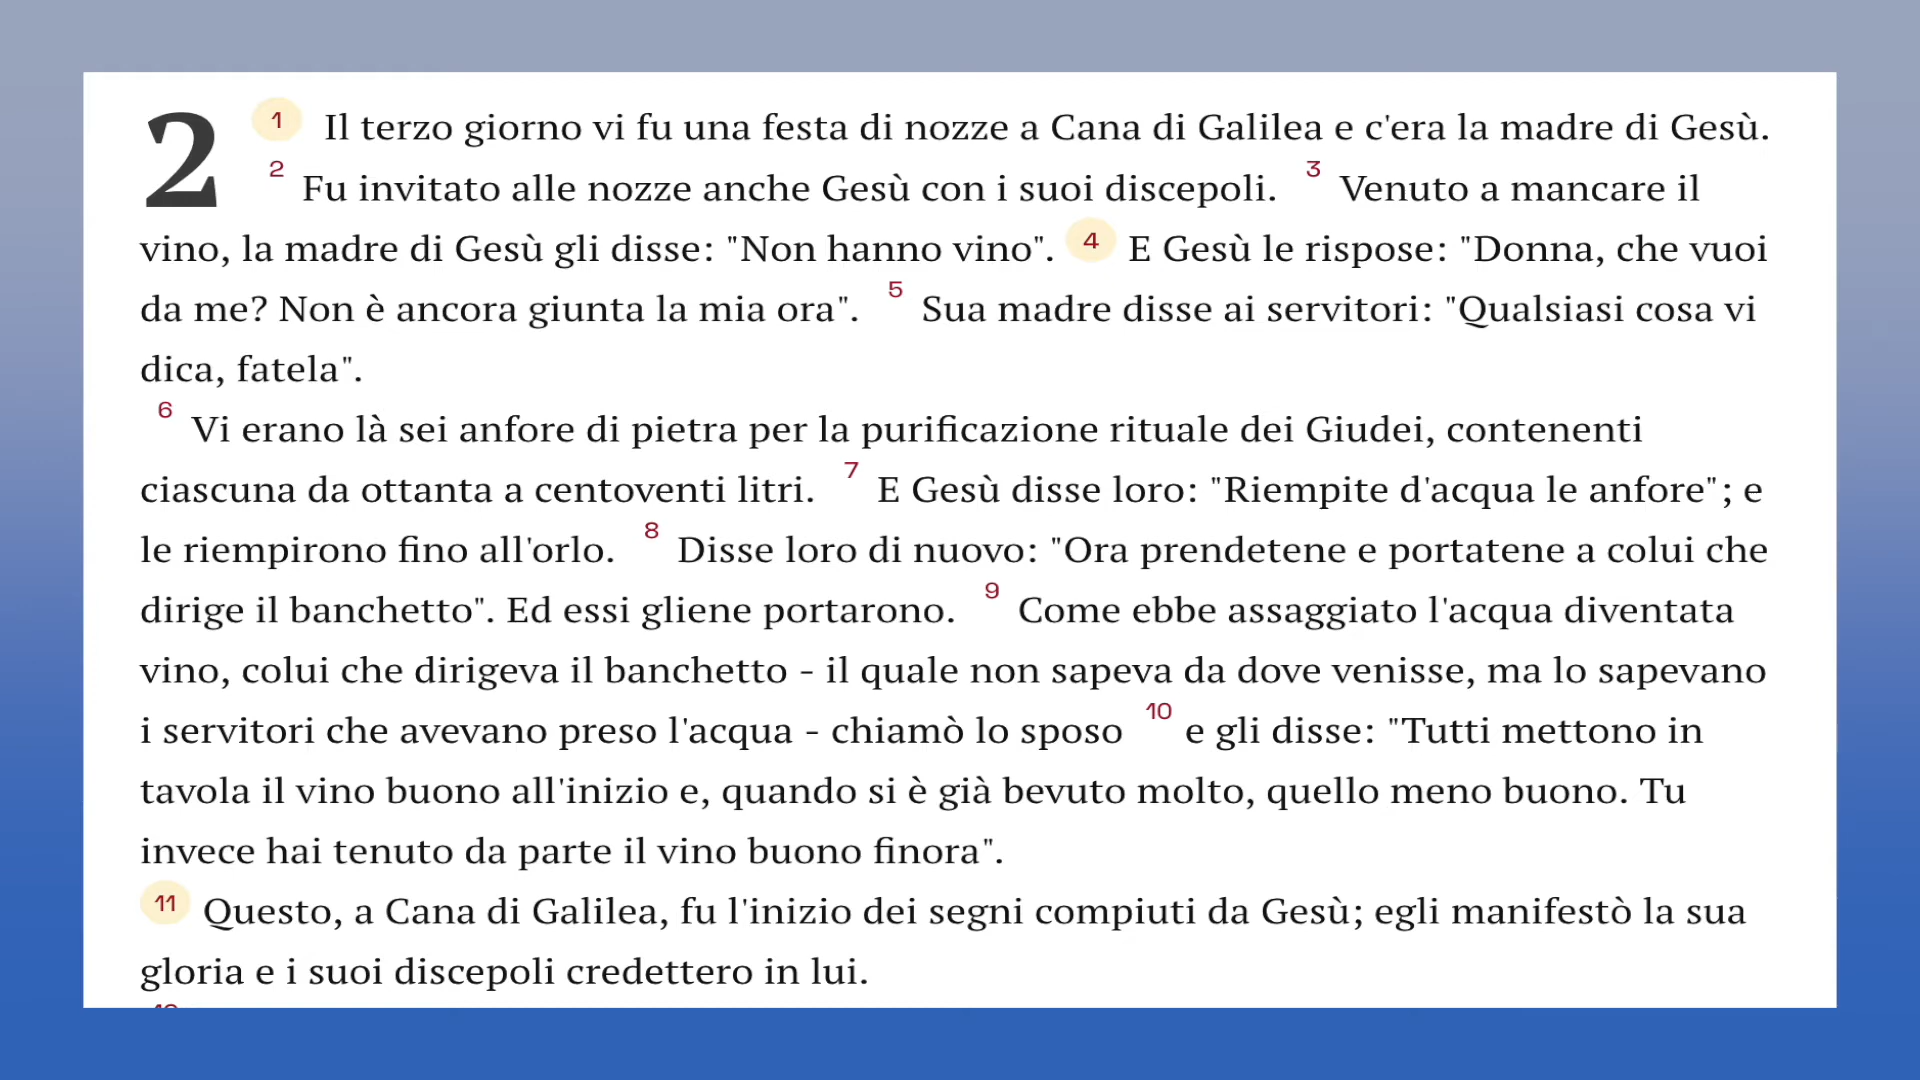 2 1 Il terzo giorno vi fu una festa di nozze a Cana di Galilea e c'era la madre di Gesù.
2 Fu invitato alle nozze anche Gesù con i suoi discepoli. 3 Venuto a mancare il
vino, la madre di Gesù gli disse: "Non hanno vino". 4 E Gesù le rispose: "Donna, che vuoi
da me? Non è ancora giunta la mia ora". 5 Sua madre disse ai servitori: "Qualsiasi cosa vi
dica, fatela".
6 Vi erano là sei anfore di pietra per la purificazione rituale dei Giudei, contenenti
ciascuna da ottanta a centoventi litri. 7 E Gesù disse loro: "Riempite d'acqua le anfore"; e
le riempirono fino all'orlo. 8 Disse loro di nuovo: "Ora prendetene e portatene a colui che
dirige il banchetto". Ed essi gliene portarono. 9 Come ebbe assaggiato l'acqua diventata
vino, colui che dirigeva il banchetto - il quale non sapeva da dove venisse, ma lo sapevano
i servitori che avevano preso l'acqua - chiamò lo sposo 10 e gli disse: "Tutti mettono in
tavola il vino buono all'inizio e, quando si è già bevuto molto, quello meno buono. Tu
invece hai tenuto da parte il vino buono finora".
11 Questo, a Cana di Galilea, fu l'inizio dei segni compiuti da Gesù; egli manifestò la sua
gloria e i suoi discepoli credettero in lui.